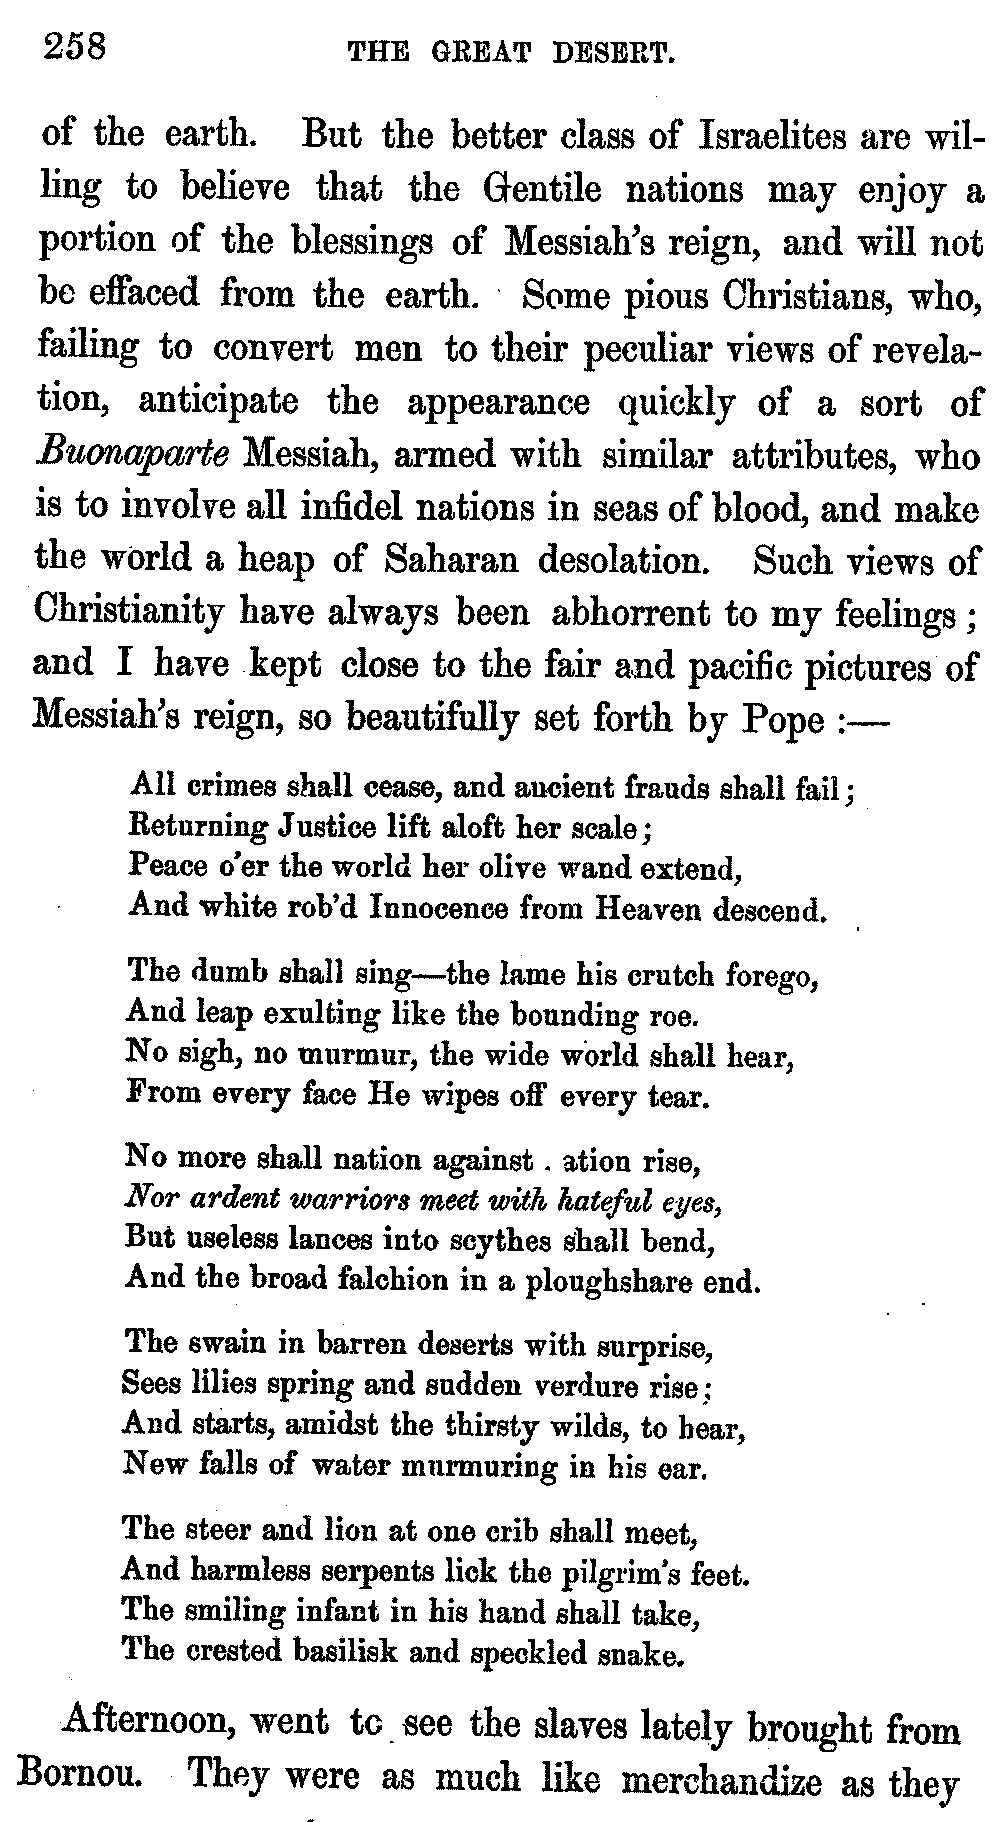 258 THE GREAT DESERT.
of the earth. But the better class of Israelites are wil-
ling to believe that the Gentile nations may enjoy a
portion of the blessings of Messiah's reign, and will not
be effaced from the earth. Some pious Christians, who,
failing to convert men to their peculiar views of revela-
tion, anticipate the appearance quickly of a sort of
Buonaparte Messiah, armed with similar attributes, who
is to involve all infidel nations in seas of blood, and make
the world a heap of Saharan desolation. Such views of
Christianity have always been abhorrent to my feelings;
and I have kept close to the fair and pacific pictures of
Messiah's reign, so beautifully set forth by Pope :—
All crimes shall cease, and ancient frauds shall fail;
Returning Justice lift aloft her scale;
Peace o'er the world her olive wand extend,
And white rob'd Innocence from Heaven descend.
The dumb shall sing—the lame his crutch forego,
And leap exulting like the bounding roe.
No sigh, no murmur, the wide world shall hear,
From every face He wipes off every tear.
No more shall nation against . ation rise,
Nor ardent warriors meet with hateful eyes,
But useless lances into scythes shall bend,
And the broad falchion in a ploughshare end.
The swain in barren deserts with surprise,
Sees lilies spring and sudden verdure rise;
And starts, amidst the thirsty wilds, to hear,
New falls of water murmuring in his ear.
The steer and lion at one crib shall meet,
And harmless serpents lick the pilgrim's feet.
The smiling infant in his hand shall take,
The crested basilisk and speckled snake.
Afternoon, went to see the slaves lately brought from
Bornou. They were as much like merchandize as they